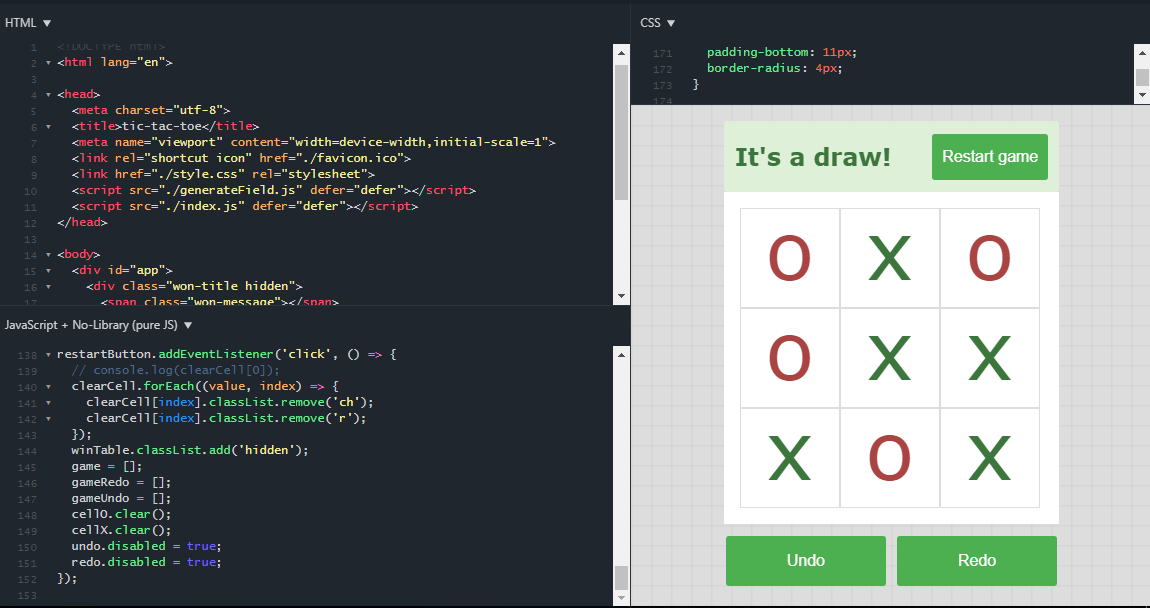 HTML ▼
1 <!DOCTYPE html>
2 ▾ <html lang="en">
3
4 ▾ <head>
5 <meta charset="utf-8">
6 ▾ <title>tic-tac-toe</title>
7 <meta name="viewport" content="width=device-width,initial-scale=1">
8 <link rel="shortcut icon" href="./favicon.ico">
9 <link href="./style.css" rel="stylesheet">
10 <script src="./generateField.js" defer="defer"></script>
11 <script src="./index.js" defer="defer"></script>
12 </head>
13
14 ▾ <body>
15 ▾ <div id="app">
16 ▾ <div class="won-title hidden">
17 <span class="won-message"></span>
JavaScript + No-Library (pure JS) ▼
138 ▾ restartButton.addEventListener('click', () => {
139 // console.log(clearCell[0]);
140 ▾ clearCell.forEach((value, index) => {
141 ▾ clearCell[index].classList.remove('ch');
142 ▾ clearCell[index].classList.remove('r');
143 });
144 winTable.classList.add('hidden');
145 game = [];
146 gameRedo = [];
147 gameUndo = [];
148 cellO.clear();
149 cellX.clear();
150 undo.disabled = true;
151 redo.disabled = true;
152 });
153
CSS ▼
171 padding-bottom: 11px;
172 border-radius: 4px;
173 }
174
It's a draw!
Restart game
O X O
O X X
X O X
Undo
Redo